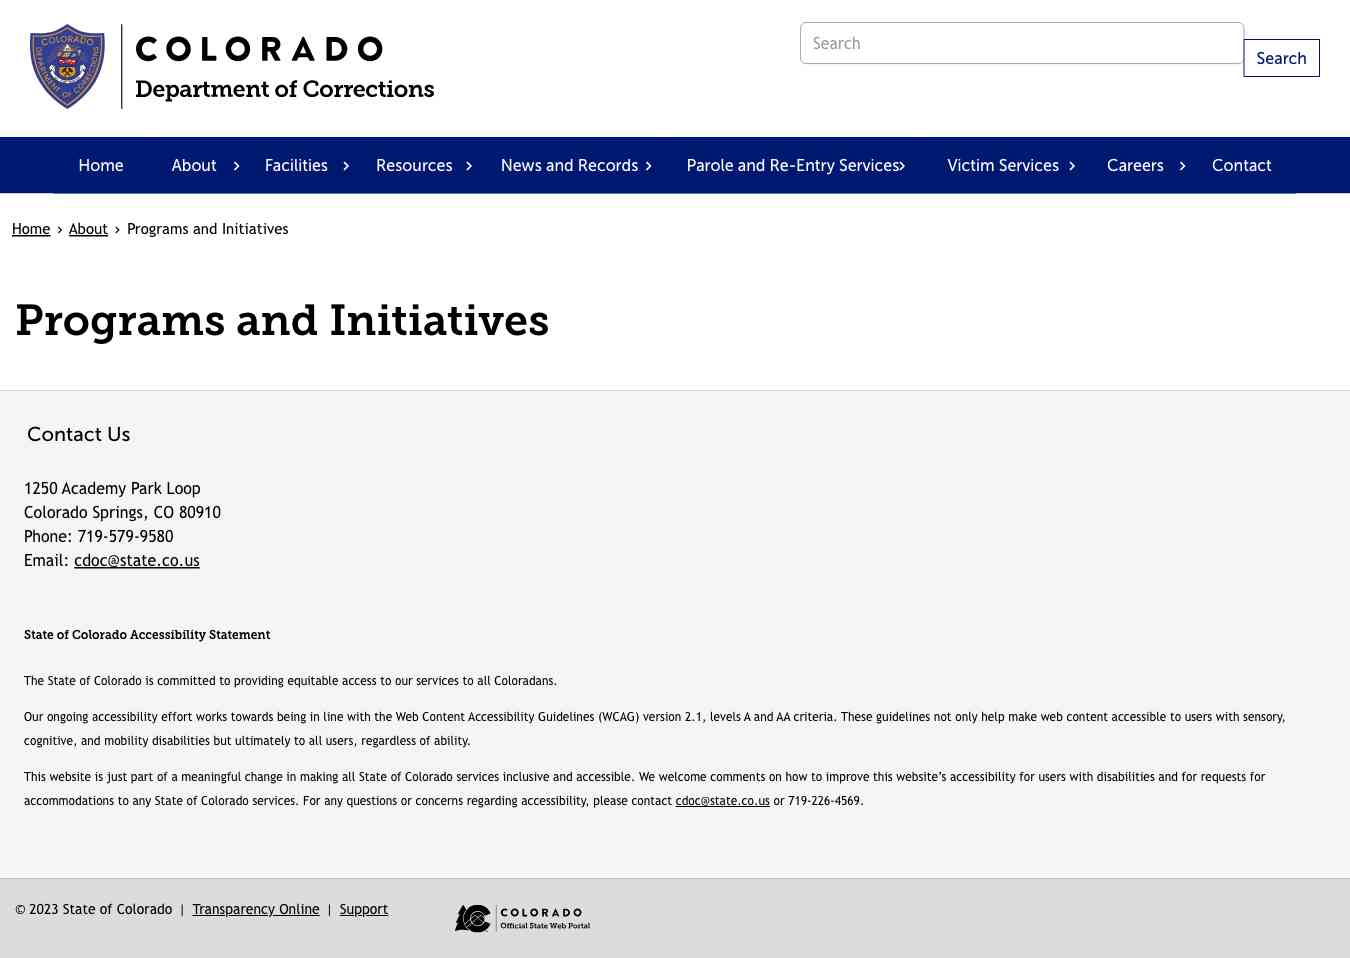 COLORADO
Department of Corrections
Search
Search
Home About Facilities Resources News and Records Parole and Re-Entry Services Victim Services Careers Contact
Home › About › Programs and Initiatives
Programs and Initiatives
Contact Us
1250 Academy Park Loop
Colorado Springs, CO 80910
Phone: 719-579-9580
Email: cdoc@state.co.us
State of Colorado Accessibility Statement
The State of Colorado is committed to providing equitable access to our services to all Coloradans.
Our ongoing accessibility effort works towards being in line with the Web Content Accessibility Guidelines (WCAG) version 2.1, levels A and AA criteria. These guidelines not only help make web content accessible to users with sensory,
cognitive, and mobility disabilities but ultimately to all users, regardless of ability.
This website is just part of a meaningful change in making all State of Colorado services inclusive and accessible. We welcome comments on how to improve this website’s accessibility for users with disabilities and for requests for
accommodations to any State of Colorado services. For any questions or concerns regarding accessibility, please contact cdoc@state.co.us or 719-226-4569.
© 2023 State of Colorado | Transparency Online | Support
COLORADO
Official State Web Portal